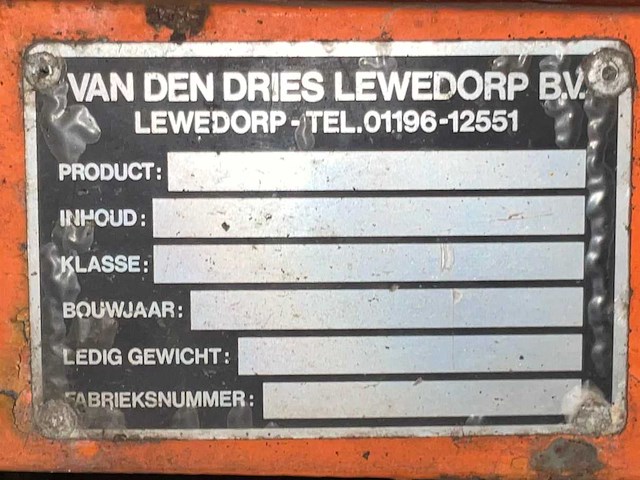 VAN DEN DRIES LEWEDORP B.V.
LEWEDORP - TEL. 01196-12551
PRODUCT:
INHOUD:
KLASSE:
BOUWJAAR:
LEDIG GEWICHT:
FABRIEKSNUMMER: